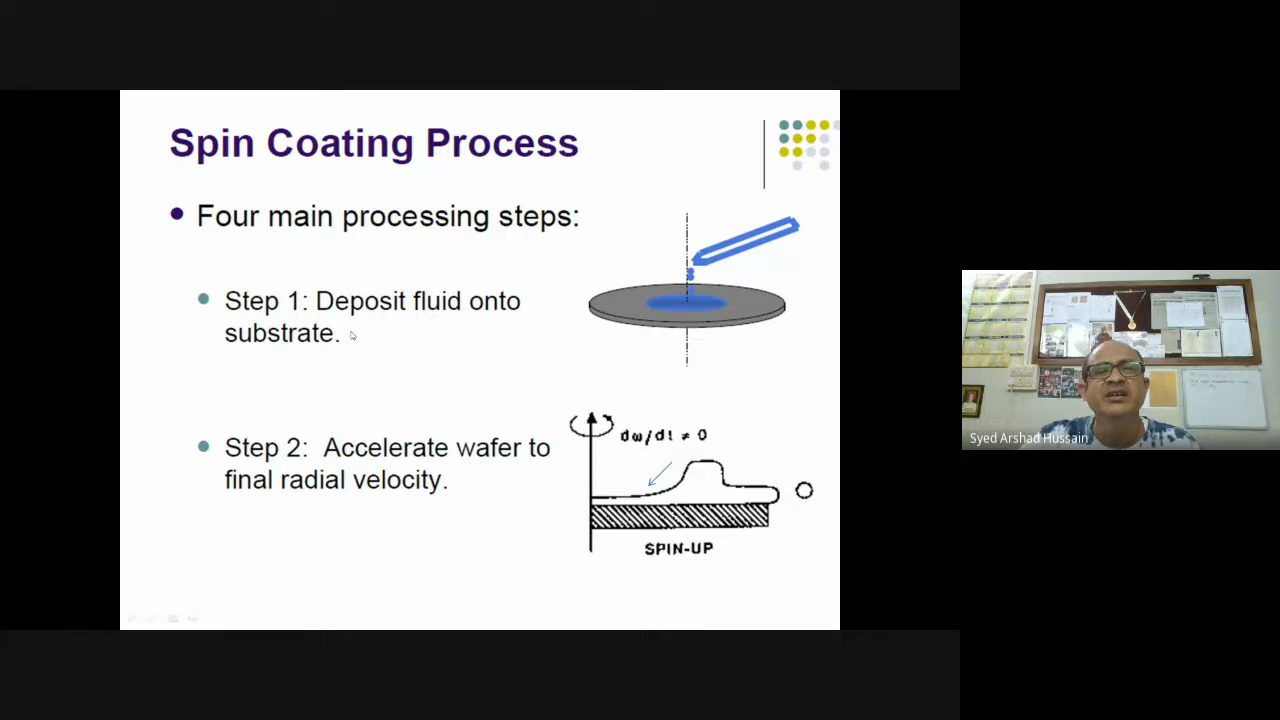 Spin Coating Process
Four main processing steps:
Step 1: Deposit fluid onto
substrate.
Step 2: Accelerate wafer to
final radial velocity.
dω/dt ≠ 0
SPIN-UP
Syed Arshad Hussain